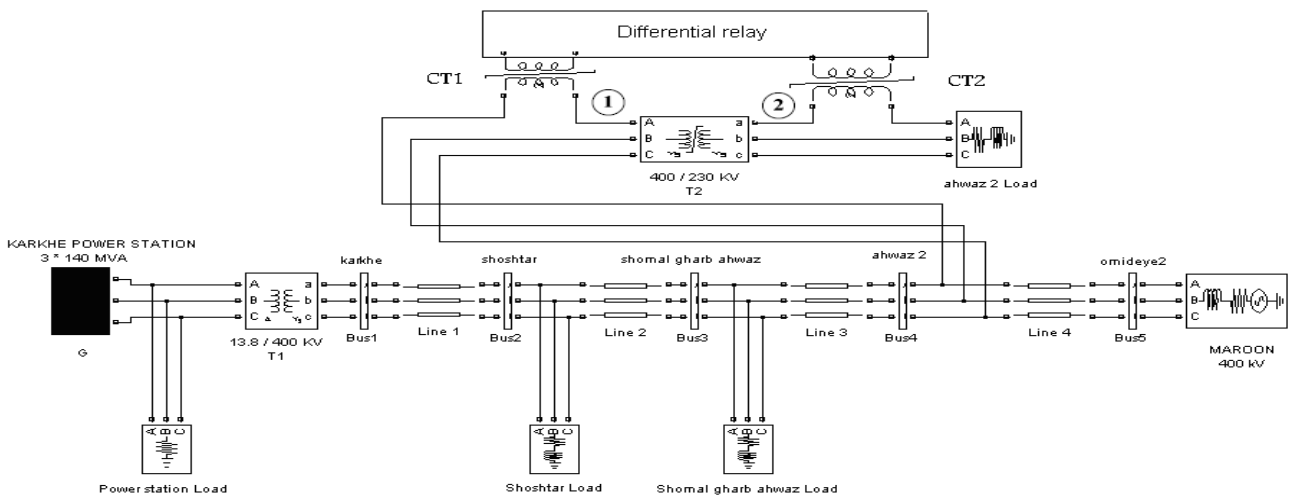 Differential relay
CT1
CT2
1
2
A
B
C
a
b
c
400 / 230 KV
T2
A
B
C
ahwaz 2 Load
KARKHE POWER STATION
3 * 140 MVA
G
A
B
C
a
b
c
13.8 / 400 KV
T1
karkhe
Bus1
Line 1
shoshtar
Bus2
Line 2
shomal gharb ahwaz
Bus3
Line 3
ahwaz 2
Bus4
Line 4
omideye2
Bus5
A
B
C
MAROON
400 kV
A B C
Power station Load
A B C
Shoshtar Load
A B C
Shomal gharb ahwaz Load